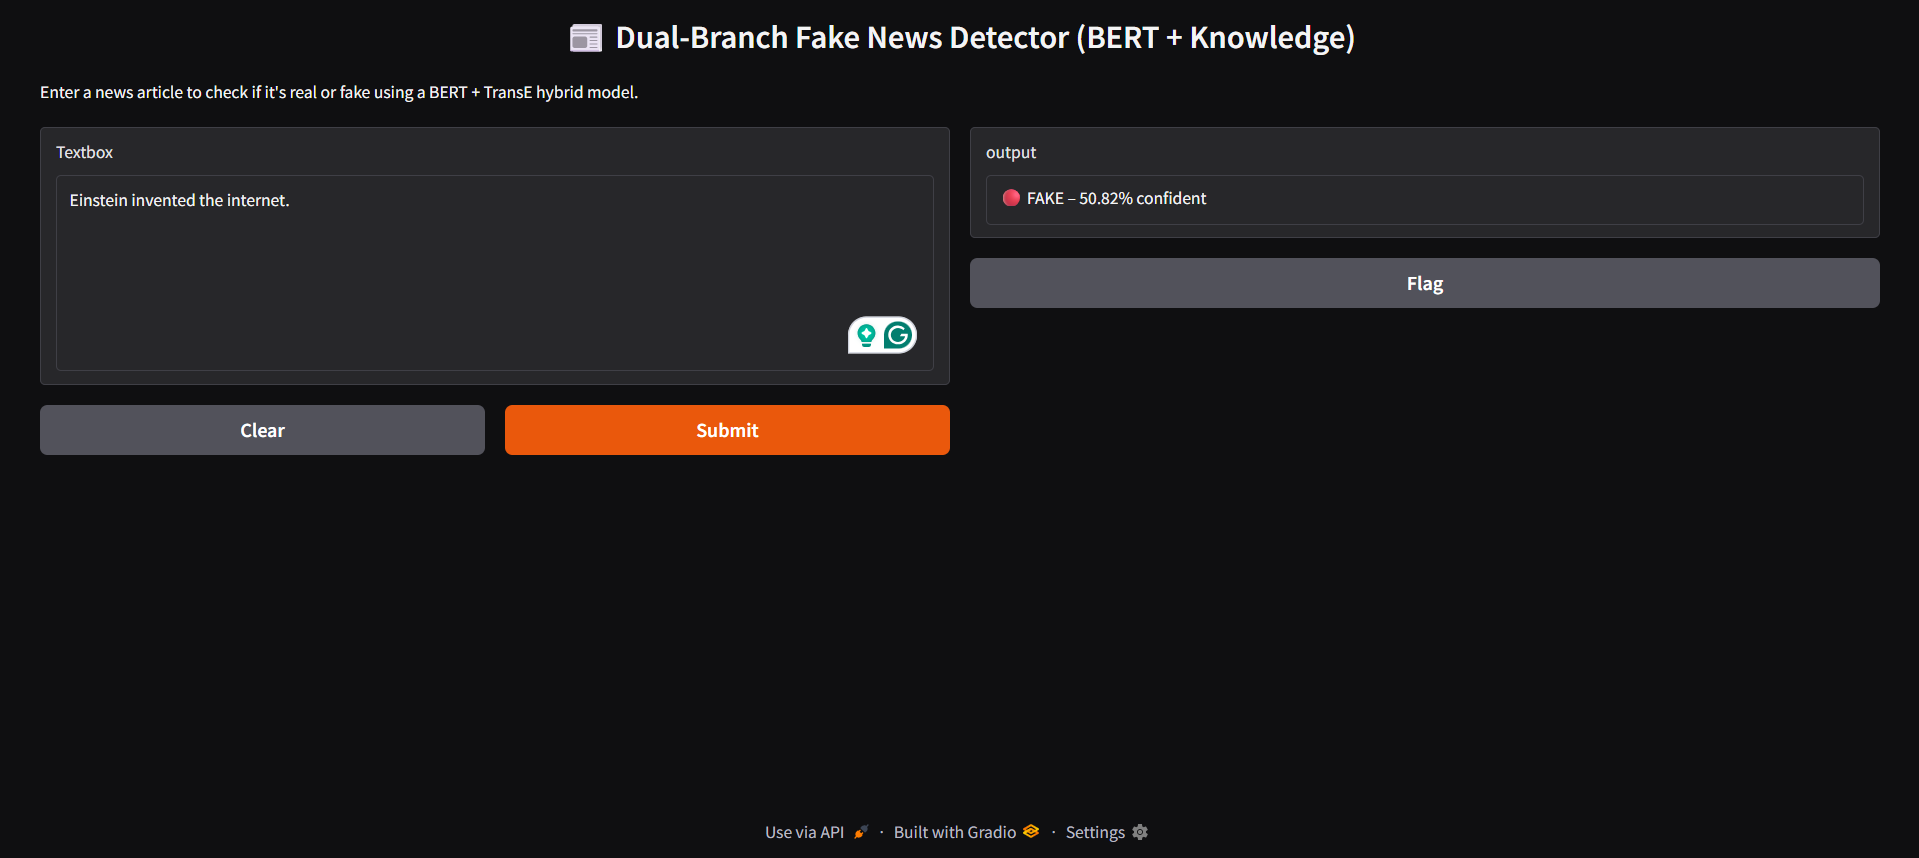 Dual-Branch Fake News Detector (BERT + Knowledge)
Enter a news article to check if it's real or fake using a BERT + TransE hybrid model.
Textbox
Einstein invented the internet.
Clear
Submit
output
FAKE – 50.82% confident
Flag
Use via API · Built with Gradio · Settings